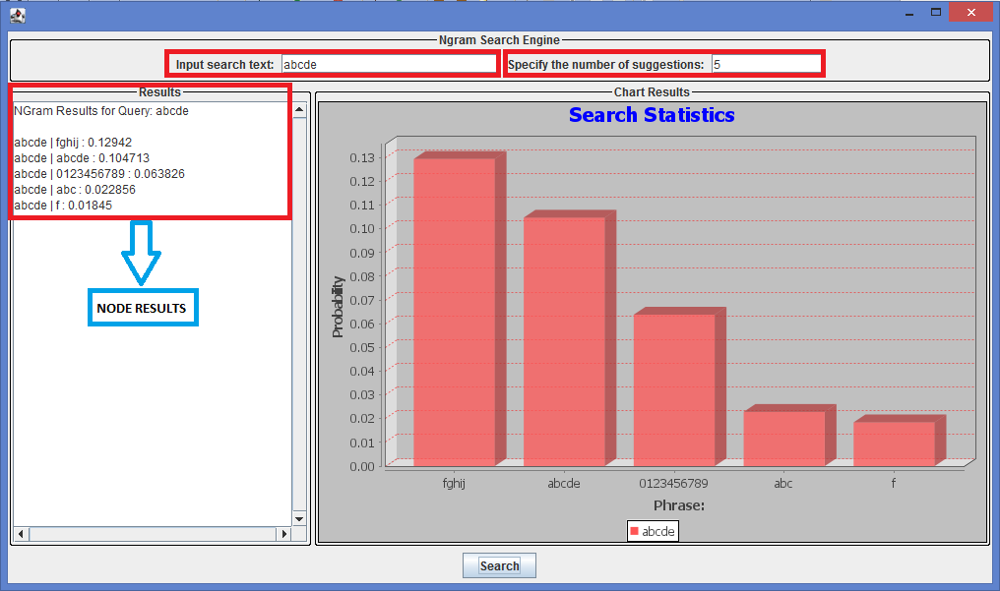 Ngram Search Engine
Input search text: abcde
Specify the number of suggestions: 5
Results
NGram Results for Query: abcde
abcde | fghij : 0.12942
abcde | abcde : 0.104713
abcde | 0123456789 : 0.063826
abcde | abc : 0.022856
abcde | f : 0.01845
NODE RESULTS
Chart Results
Search Statistics
Probability
0.13
0.12
0.11
0.10
0.09
0.08
0.07
0.06
0.05
0.04
0.03
0.02
0.01
0.00
fghij abcde 0123456789 abc f
Phrase:
abcde
Search